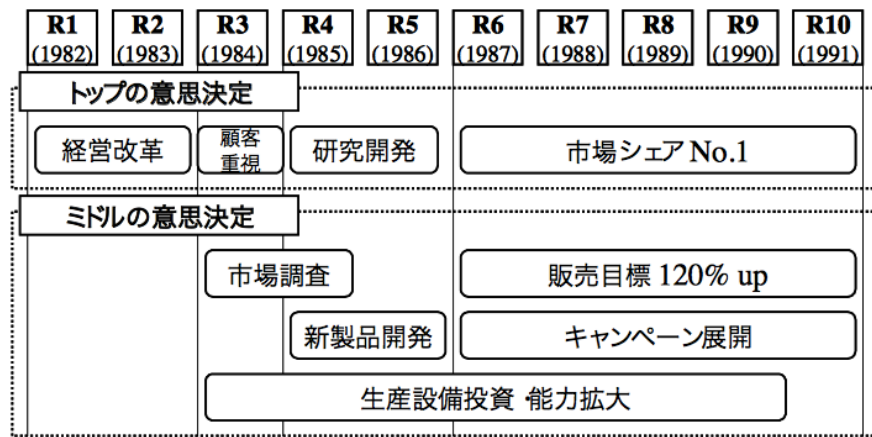 R1 R2 R3 R4 R5 R6 R7 R8 R9 R10
(1982) (1983) (1984) (1985) (1986) (1987) (1988) (1989) (1990) (1991)
トップの意思決定
経営改革 顧客重視 研究開発 市場シェア No.1
ミドルの意思決定
市場調査 販売目標 120% up
新製品開発 キャンペーン展開
生産設備投資・能力拡大